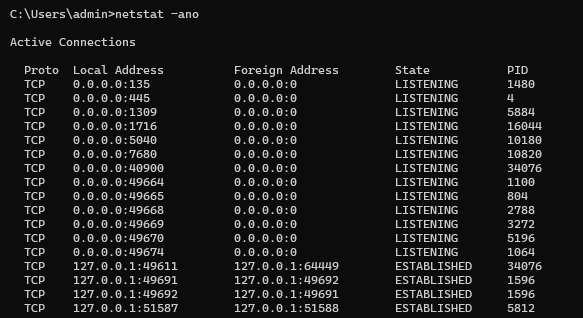 C:\Users\admin>netstat -ano
Active Connections
Proto Local Address Foreign Address State PID
TCP 0.0.0.0:135 0.0.0.0:0 LISTENING 1480
TCP 0.0.0.0:445 0.0.0.0:0 LISTENING 4
TCP 0.0.0.0:1309 0.0.0.0:0 LISTENING 5884
TCP 0.0.0.0:1716 0.0.0.0:0 LISTENING 16044
TCP 0.0.0.0:5040 0.0.0.0:0 LISTENING 10180
TCP 0.0.0.0:7680 0.0.0.0:0 LISTENING 10820
TCP 0.0.0.0:40900 0.0.0.0:0 LISTENING 34076
TCP 0.0.0.0:49664 0.0.0.0:0 LISTENING 1100
TCP 0.0.0.0:49665 0.0.0.0:0 LISTENING 804
TCP 0.0.0.0:49668 0.0.0.0:0 LISTENING 2788
TCP 0.0.0.0:49669 0.0.0.0:0 LISTENING 3272
TCP 0.0.0.0:49670 0.0.0.0:0 LISTENING 5196
TCP 0.0.0.0:49674 0.0.0.0:0 LISTENING 1064
TCP 127.0.0.1:49611 127.0.0.1:64449 ESTABLISHED 34076
TCP 127.0.0.1:49691 127.0.0.1:49692 ESTABLISHED 1596
TCP 127.0.0.1:49692 127.0.0.1:49691 ESTABLISHED 1596
TCP 127.0.0.1:51587 127.0.0.1:51588 ESTABLISHED 5812